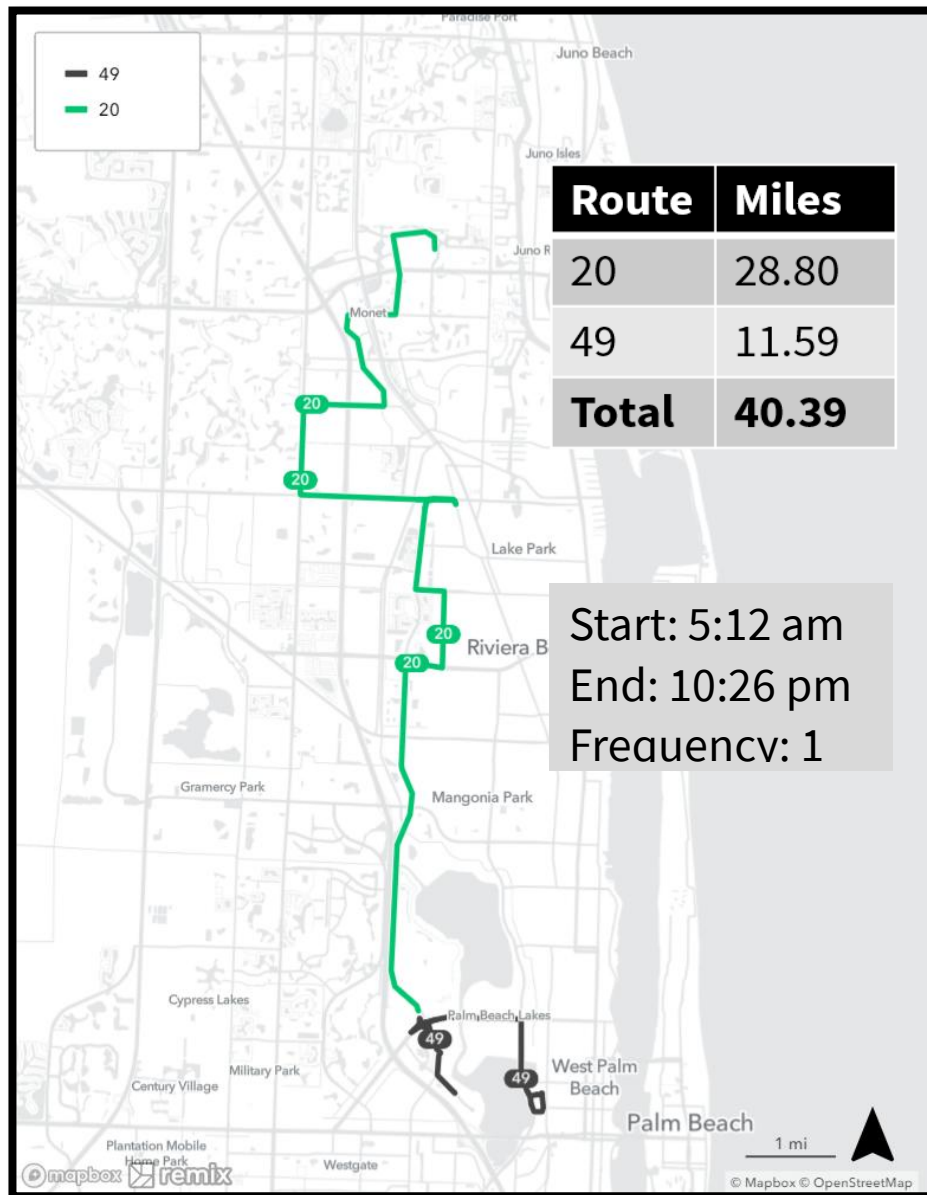 Paradise Port
49
20
Juno Beach
Juno Isles
Route Miles
20 28.80
49 11.59
Total 40.39
Juno R
Monet
20
20
Lake Park
20
Riviera B
20
Start: 5:12 am
End: 10:26 pm
Frequency: 1
Gramercy Park
Mangonia Park
Cypress Lakes
Palm Beach Lakes
49
Military Park
Century Village
49
West Palm
Beach
Palm Beach
Plantation Mobile
Home Park
Westgate
1 mi
mapbox remix
© Mapbox © OpenStreetMap